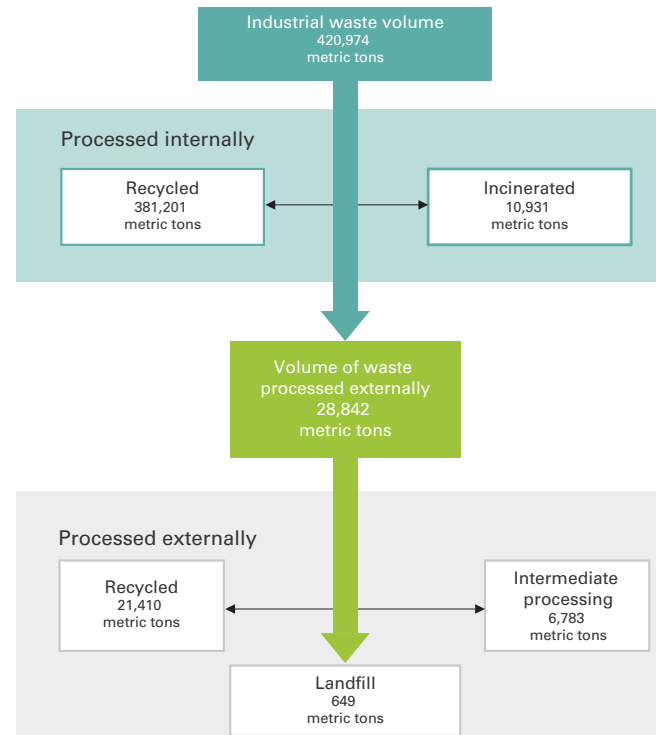 Industrial waste volume
420,974
metric tons
Processed internally
Recycled
381,201
metric tons
Incinerated
10,931
metric tons
Volume of waste
processed externally
28,842
metric tons
Processed externally
Recycled
21,410
metric tons
Intermediate
processing
6,783
metric tons
Landfill
649
metric tons